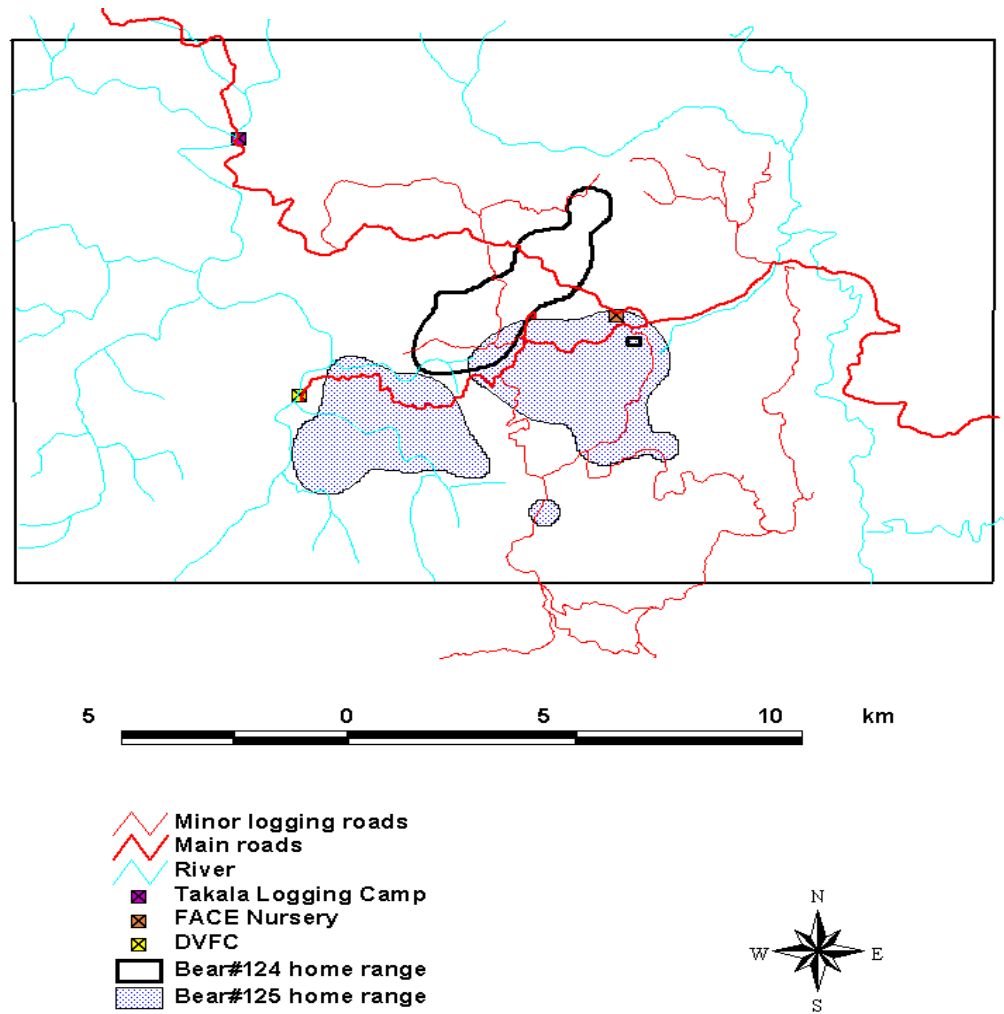 5 0 5 10 km
Minor logging roads
Main roads
River
Takala Logging Camp
FACE Nursery
DVFC
Bear#124 home range
Bear#125 home range
N
W E
S